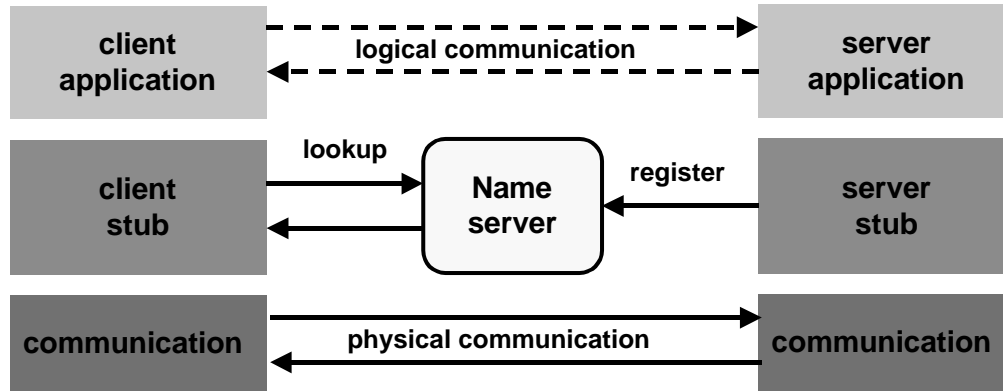 client
application
logical communication
server
application
lookup
client
stub
Name
server
register
server
stub
communication
physical communication
communication